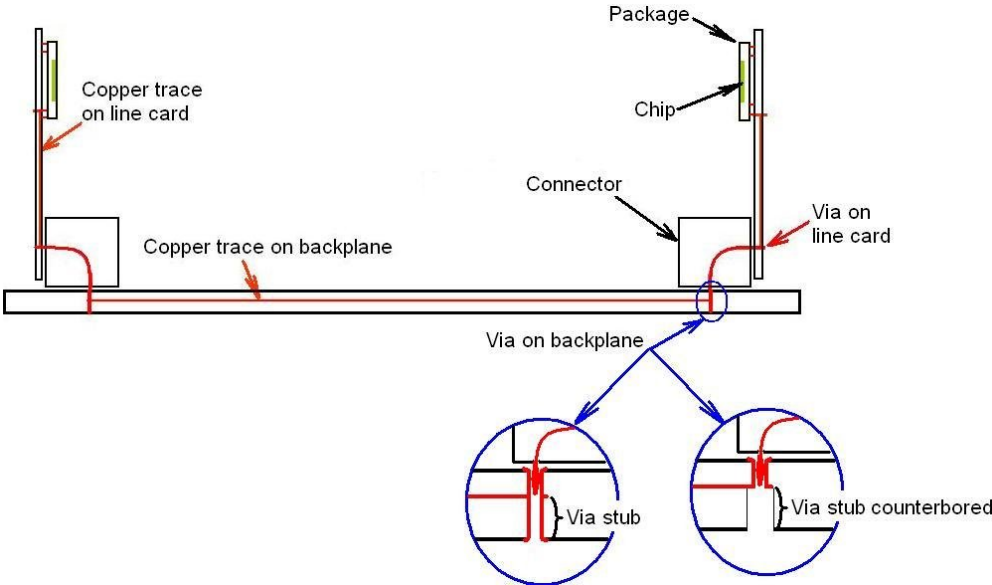 Package
Copper trace
on line card
Chip
Connector
Via on
line card
Copper trace on backplane
Via on backplane
Via stub
Via stub counterbored